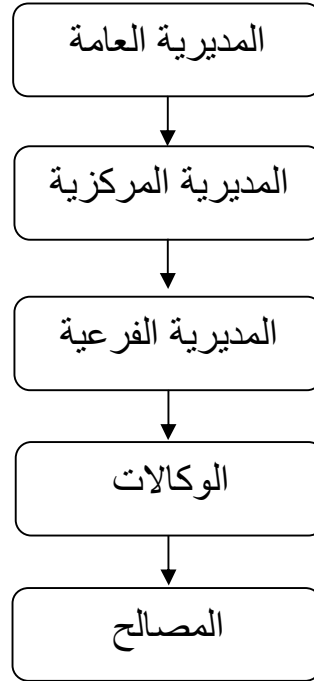 المديرية العامة
المديرية المركزية
المديرية الفرعية
الوكالات
المصالح